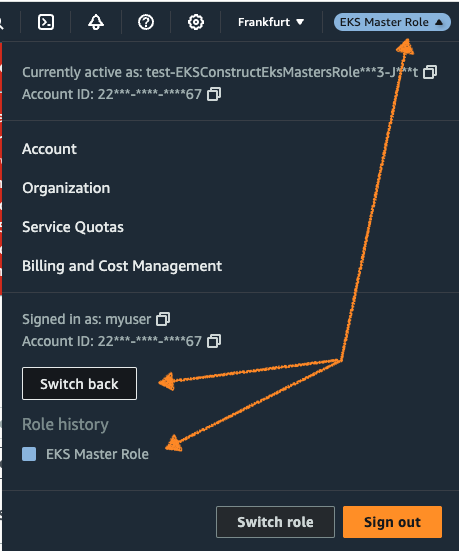 Frankfurt
EKS Master Role
Currently active as: test-EKSConstructEksMastersRole***3-J***t
Account ID: 22***-****-****67
Account
Organization
Service Quotas
Billing and Cost Management
Signed in as: myuser
Account ID: 22***-****-****67
Switch back
Role history
EKS Master Role
Switch role
Sign out